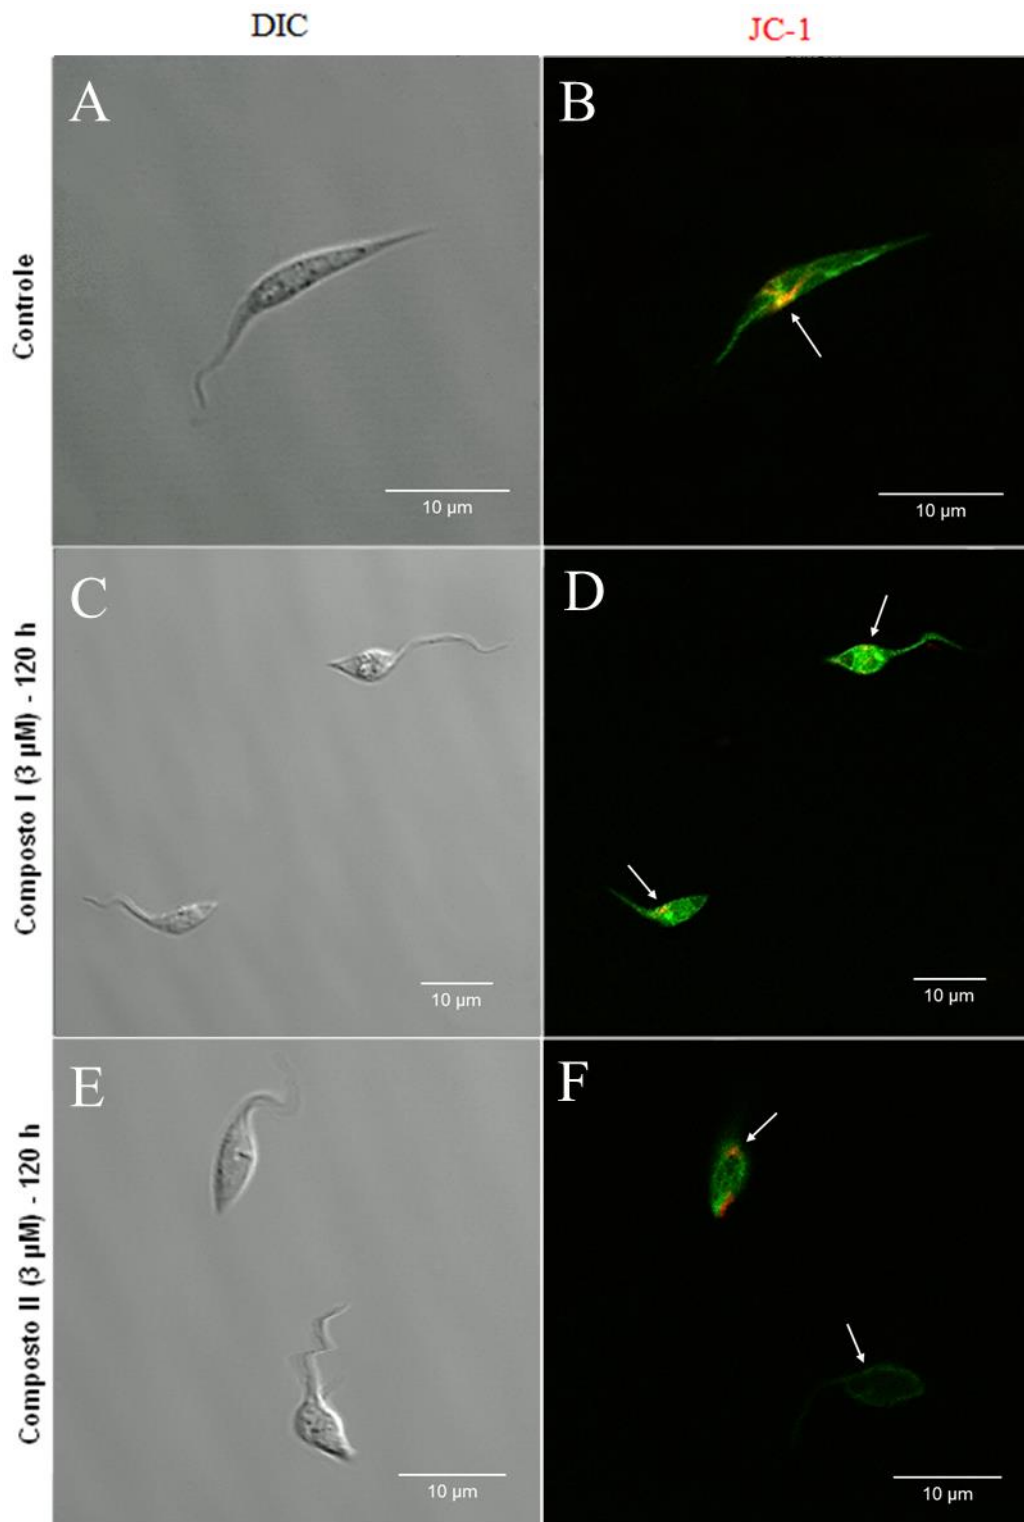 DIC
JC-1
Controle
A
10 µm
B
10 µm
Composto I (3 µM) - 120 h
C
10 µm
D
10 µm
Composto II (3 µM) - 120 h
E
10 µm
F
10 µm